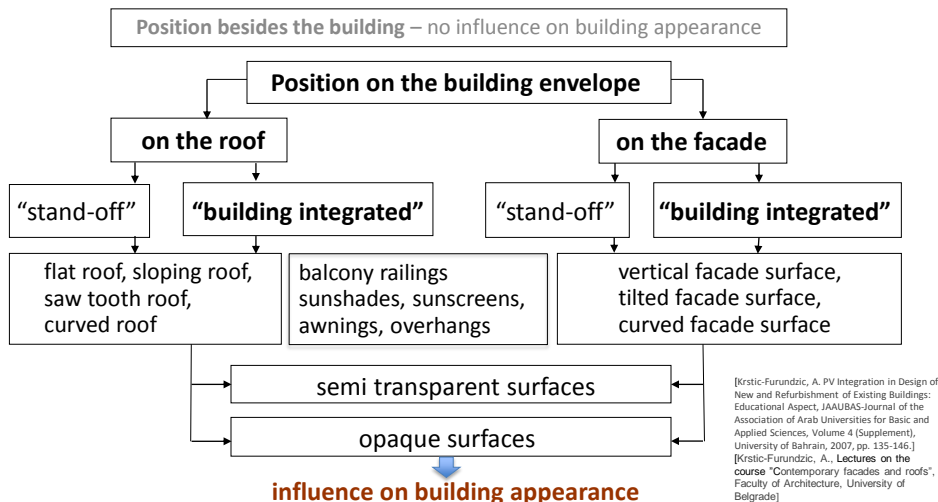 Position besides the building – no influence on building appearance
Position on the building envelope
on the roof
on the facade
“stand-off”
“building integrated”
“stand-off”
“building integrated”
flat roof, sloping roof,
saw tooth roof,
curved roof
balcony railings
sunshades, sunscreens,
awnings, overhangs
vertical facade surface,
tilted facade surface,
curved facade surface
semi transparent surfaces
opaque surfaces
influence on building appearance
[Krstic-Furundzic, A. PV Integration in Design of
New and Refurbishment of Existing Buildings:
Educational Aspect, JAAUBAS-Journal of the
Association of Arab Universities for Basic and
Applied Sciences, Volume 4 (Supplement),
University of Bahrain, 2007, pp. 135-146.]
[Krstic-Furundzic, A., Lectures on the
course "Contemporary facades and roofs",
Faculty of Architecture, University of
Belgrade]